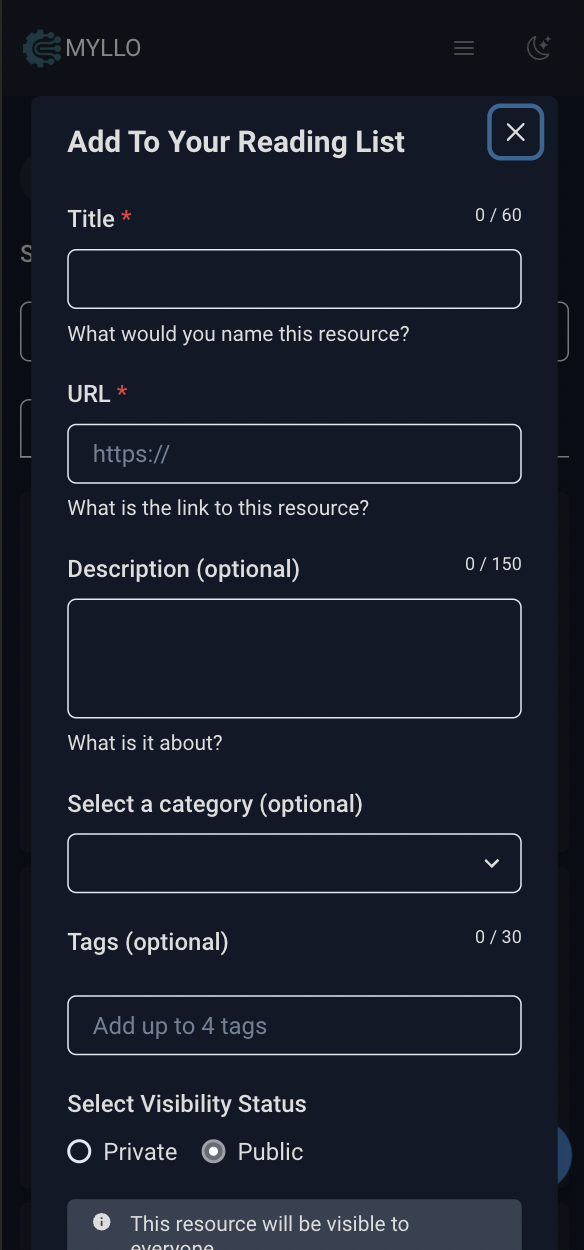 MYLLO
Add To Your Reading List
Title *
0 / 60
What would you name this resource?
URL *
https://
What is the link to this resource?
Description (optional)
0 / 150
What is it about?
Select a category (optional)
Tags (optional)
0 / 30
Add up to 4 tags
Select Visibility Status
Private
Public
This resource will be visible to
everyone